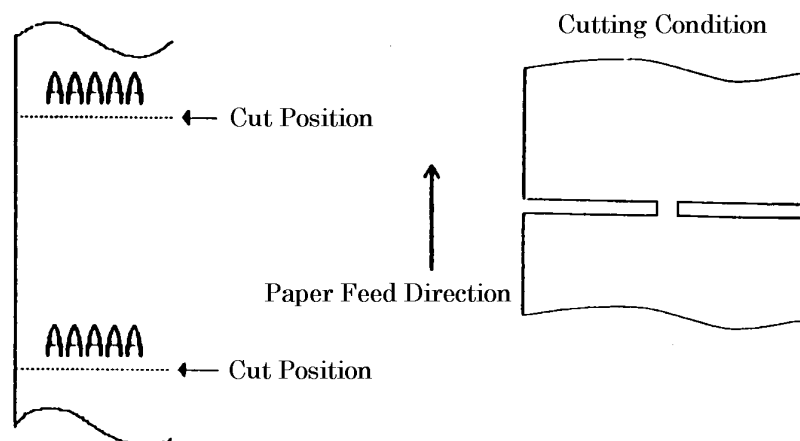 Cutting Condition
AAAAA
Cut Position
Paper Feed Direction
AAAAA
Cut Position